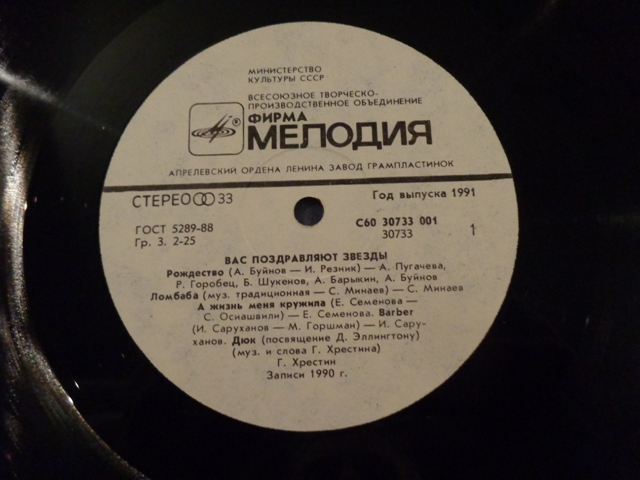 МИНИСТЕРСТВО
КУЛЬТУРЫ СССР
ВСЕСОЮЗНОЕ ТВОРЧЕСКО-
ПРОИЗВОДСТВЕННОЕ ОБЪЕДИНЕНИЕ
ФИРМА
® МЕЛОДИЯ
АПРЕЛЕВСКИЙ ОРДЕНА ЛЕНИНА ЗАВОД ГРАМПЛАСТИНОК
СТЕРЕО 33
Год выпуска 1991
ГОСТ 5289-88
Гр. 3. 2-25
С60 30733 001
30733
1
ВАС ПОЗДРАВЛЯЮТ ЗВЕЗДЫ
Рождество (А. Буйнов — И. Резник) — А. Пугачева,
Р. Горобец, Б. Шукенов, А. Барыкин, А. Буйнов
Ломбаба (муз. традиционная — С. Минаев) — С. Минаев
А жизнь меня кружила (Е. Семенова —
С. Осиашвили) — Е. Семенова. Barber
(И. Саруханов — М. Горшман) — И. Сару-
ханов. Дюк (посвящение Д. Эллингтону)
(муз. и слова Г. Хрестина)
Г. Хрестин
Записи 1990 г.